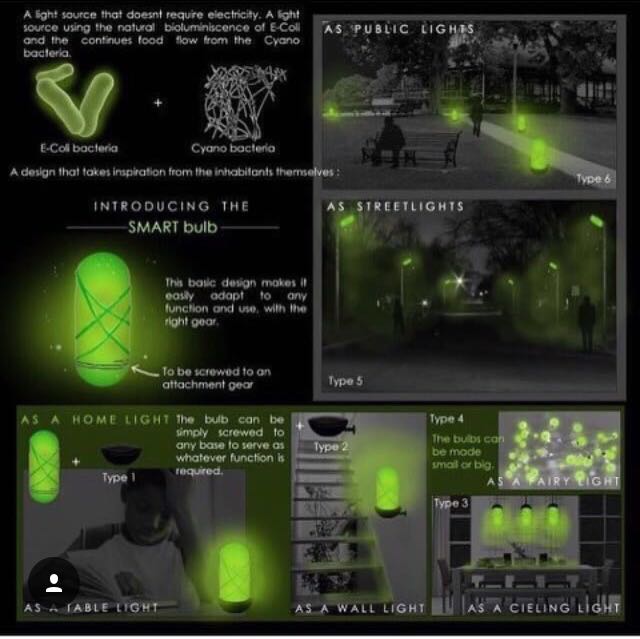 A light source that doesnt require electricity. A light
source using the natural bioluminiscence of E-Coli
and the continues food flow from the Cyano
bacteria.
+
E-Coli bacteria
Cyano bacteria
A design that takes inspiration from the inhabitants themselves :
INTRODUCING THE
SMART bulb
This basic design makes it
easily adapt to any
function and use, with the
right gear.
To be screwed to an
attachment gear
AS PUBLIC LIGHTS
Type 6
AS STREETLIGHTS
Type 5
AS A HOME LIGHT
The bulb can be
simply screwed to
any base to serve as
whatever function is
required.
+
Type 1
AS A TABLE LIGHT
+
Type 2
AS A WALL LIGHT
Type 4
The bulbs can
be made
small or big.
AS A FAIRY LIGHT
Type 3
AS A CIELING LIGHT